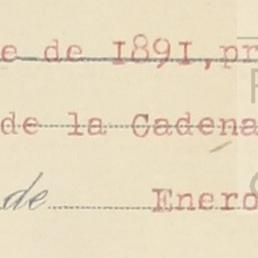 e de 1891, pr
de la Cadena
de Enero